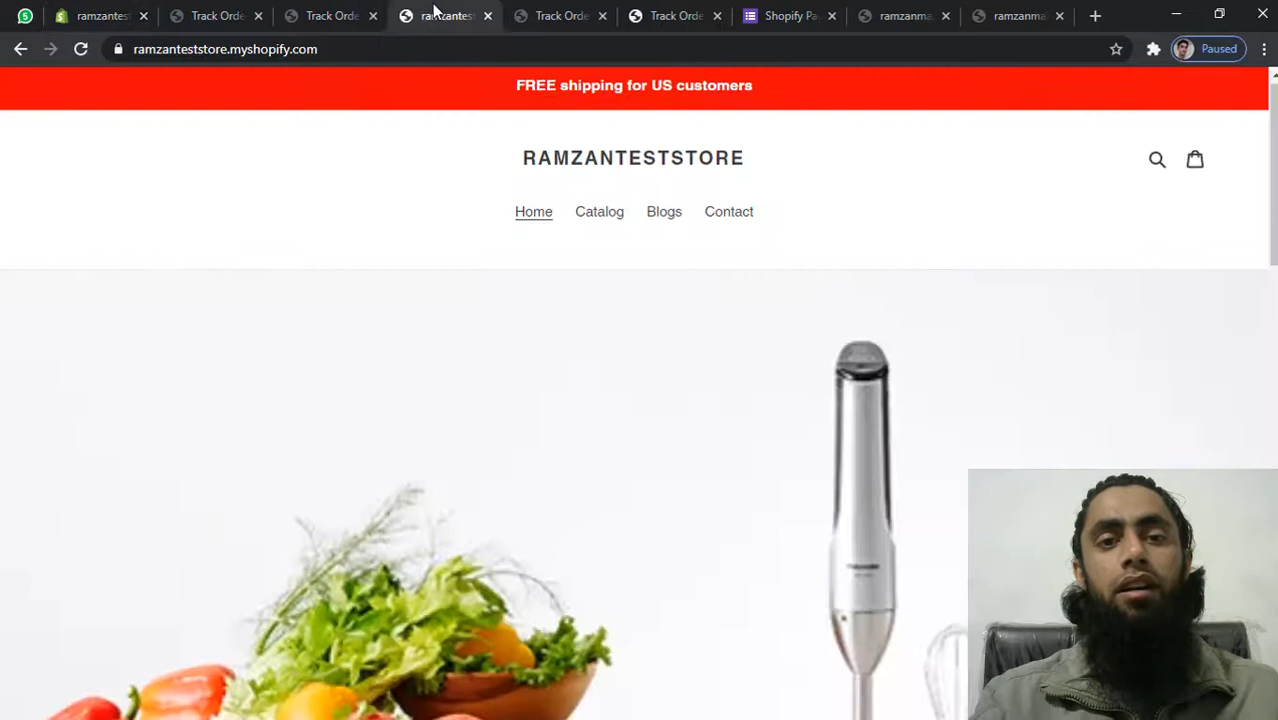 ramzantest
Track Orde
Track Orde
ramzantes
Track Orde
Track Orde
Shopify Pa
ramzanma
ramzanma
ramzanteststore.myshopify.com
Paused
FREE shipping for US customers
RAMZANTESTSTORE
Home Catalog Blogs Contact